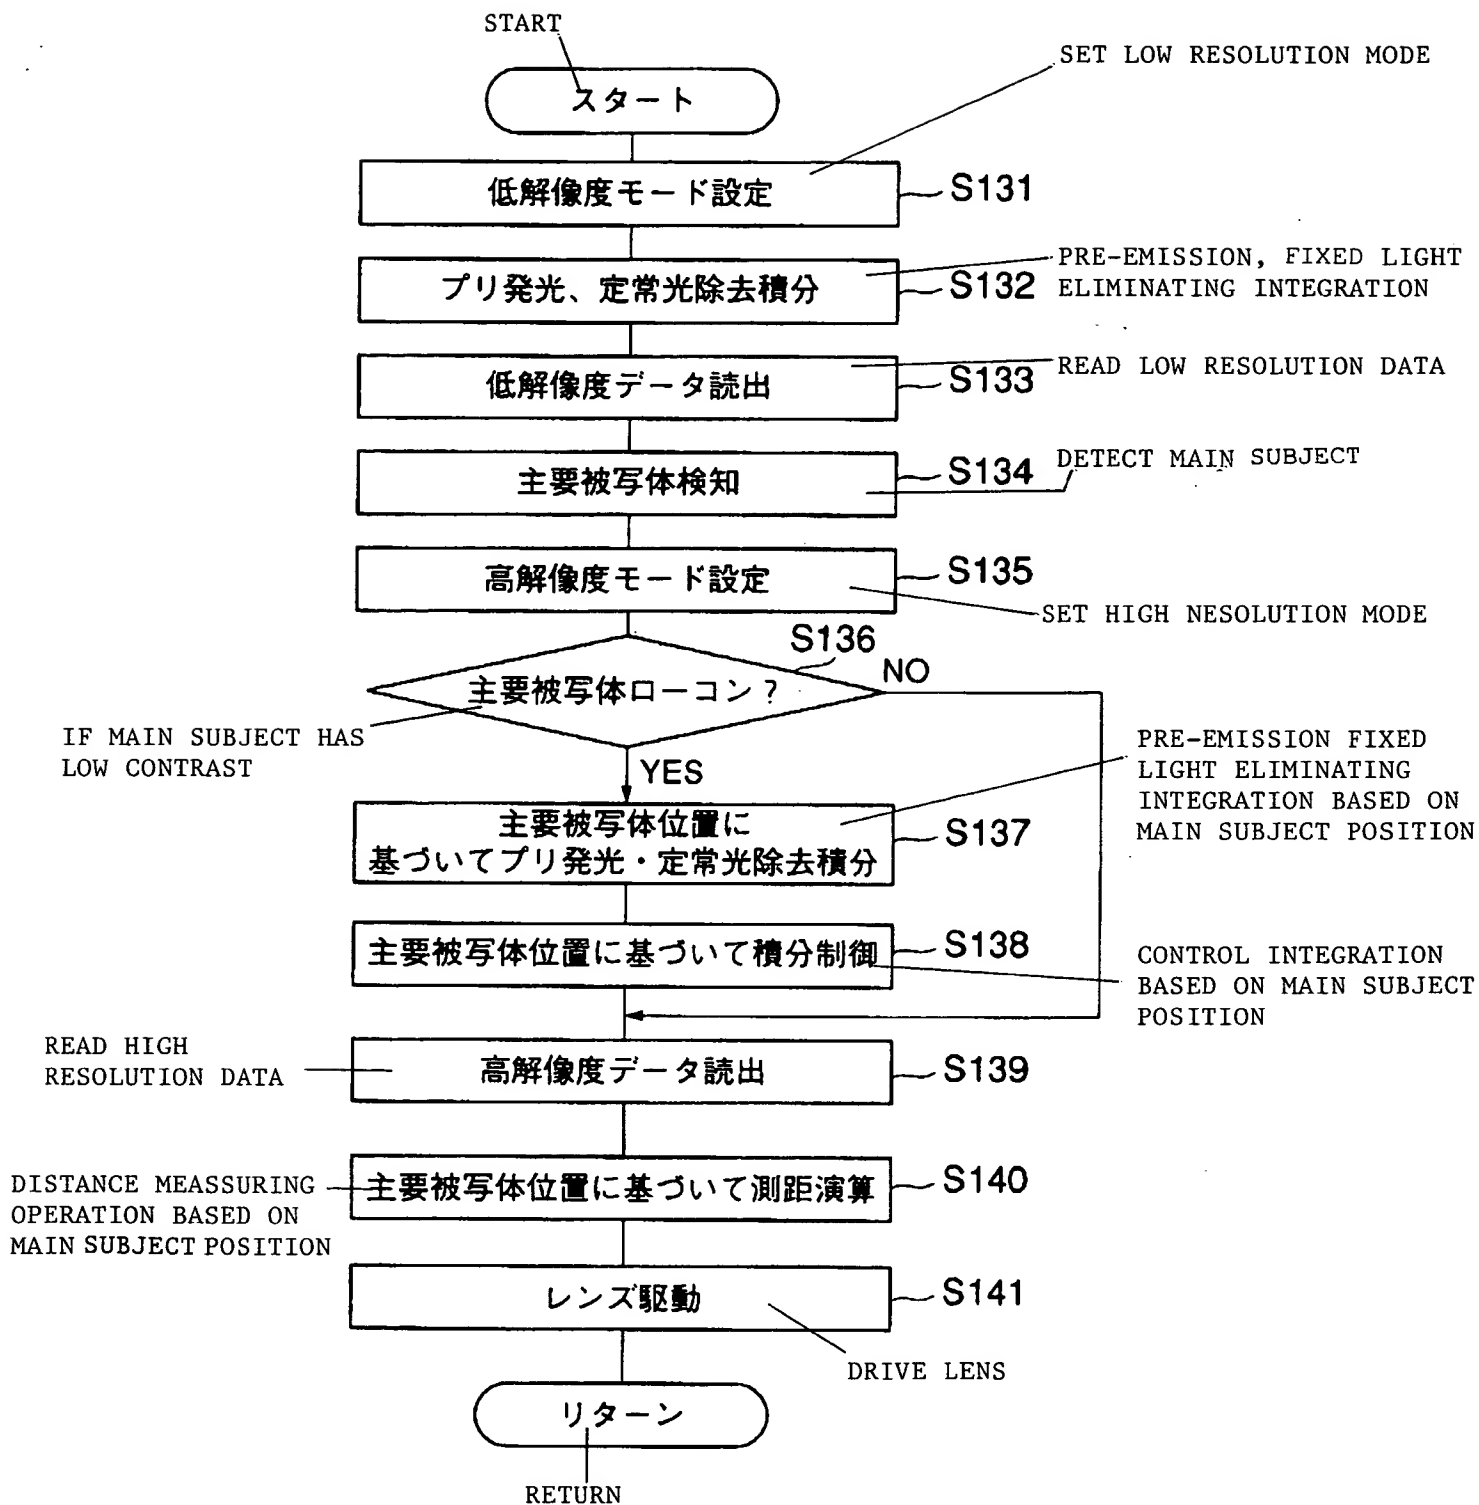 START
スタート
SET LOW RESOLUTION MODE
低解像度モード設定
S131
プリ発光、定常光除去積分
S132
PRE-EMISSION, FIXED LIGHT
ELIMINATING INTEGRATION
低解像度データ読出
S133
READ LOW RESOLUTION DATA
主要被写体検知
S134
DETECT MAIN SUBJECT
高解像度モード設定
S135
SET HIGH NESOLUTION MODE
S136
主要被写体ローコン?
NO
IF MAIN SUBJECT HAS
LOW CONTRAST
YES
PRE-EMISSION FIXED
LIGHT ELIMINATING
INTEGRATION BASED ON
MAIN SUBJECT POSITION
主要被写体位置に
基づいてプリ発光・定常光除去積分
S137
主要被写体位置に基づいて積分制御
S138
CONTROL INTEGRATION
BASED ON MAIN SUBJECT
POSITION
READ HIGH
RESOLUTION DATA
高解像度データ読出
S139
DISTANCE MEASSURING
OPERATION BASED ON
MAIN SUBJECT POSITION
主要被写体位置に基づいて測距演算
S140
レンズ駆動
S141
DRIVE LENS
リターン
RETURN